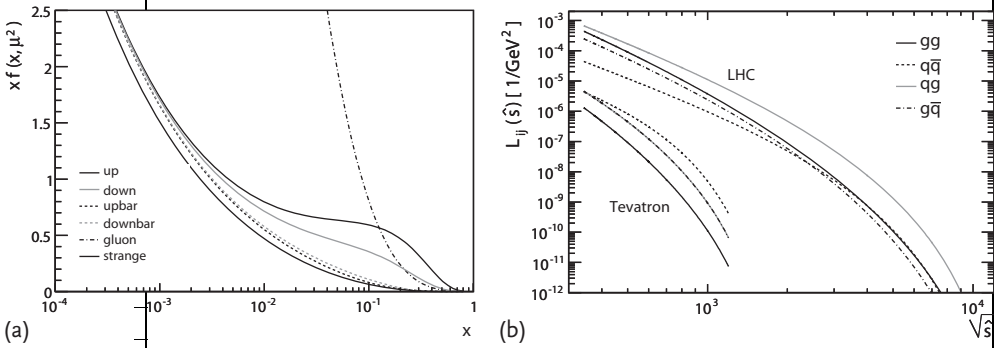 2.5
2
1.5
1
0.5
0
x f (x, μ²)
up
down
upbar
downbar
gluon
strange
10⁻⁴
10⁻³
10⁻²
10⁻¹
1
x
(a)
10⁻³
10⁻⁴
10⁻⁵
10⁻⁶
10⁻⁷
10⁻⁸
10⁻⁹
10⁻¹⁰
10⁻¹¹
10⁻¹²
L_ij (ŝ) [ 1/GeV² ]
LHC
Tevatron
gg
qq̅
qg
gq̅
10³
10⁴
√ŝ
(b)